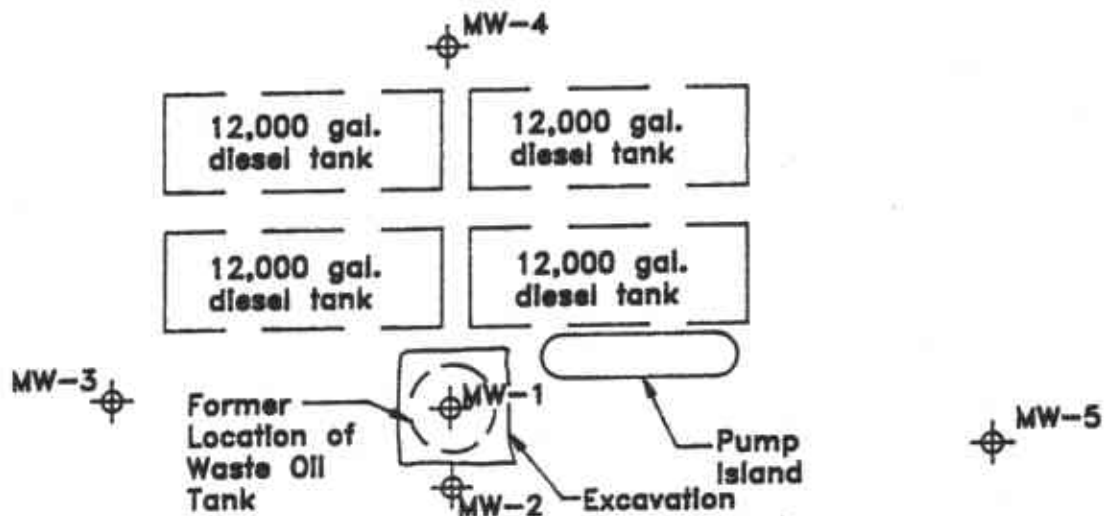 MW-4
12,000 gal.
diesel tank
12,000 gal.
diesel tank
12,000 gal.
diesel tank
12,000 gal.
diesel tank
MW-3
Former
Location of
Waste Oil
Tank
MW-1
MW-2
Excavation
Pump
Island
MW-5